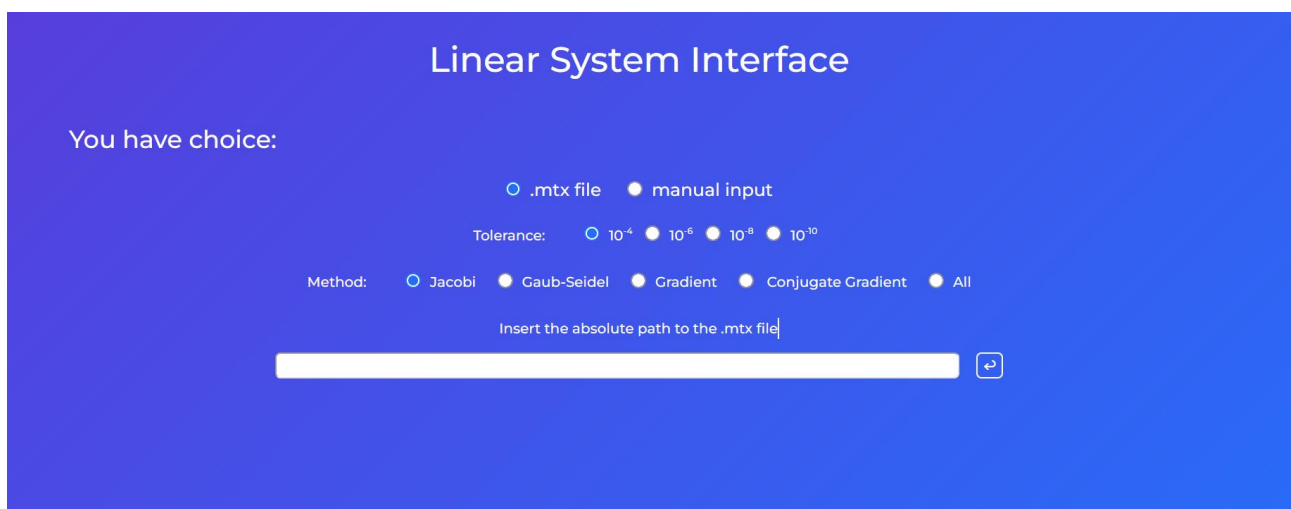 Linear System Interface
You have choice:
.mtx file manual input
Tolerance: 10⁻⁴ 10⁻⁶ 10⁻⁸ 10⁻¹⁰
Method: Jacobi Gaub-Seidel Gradient Conjugate Gradient All
Insert the absolute path to the .mtx file